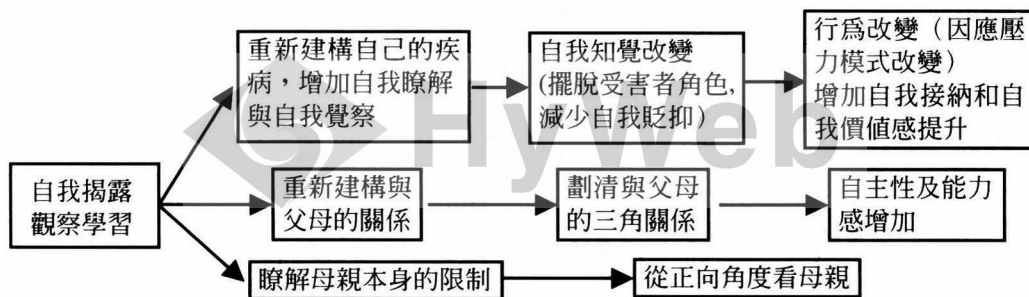 重新建構自己的疾
病，增加自我瞭解
與自我覺察
自我知覺改變
(擺脫受害者角色,
減少自我貶抑)
行為改變（因應壓
力模式改變）
增加自我接納和自
我價值感提升
自我揭露
觀察學習
重新建構與
父母的關係
劃清與父母
的三角關係
自主性及能力
感增加
瞭解母親本身的限制
從正向角度看母親
HyWeb